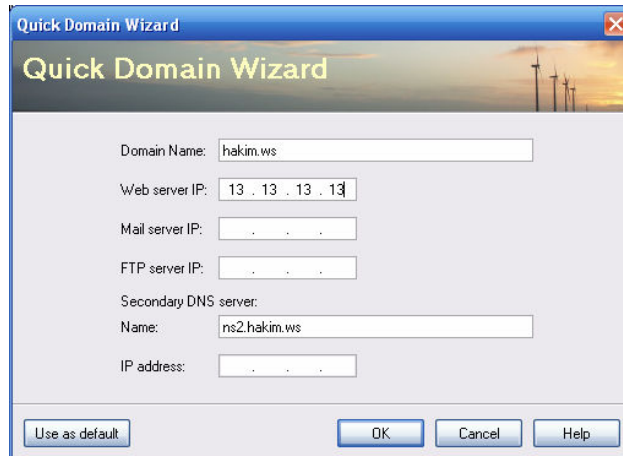 Quick Domain Wizard
Quick Domain Wizard
Domain Name: hakim.ws
Web server IP: 13 . 13 . 13 . 13
Mail server IP: . . .
FTP server IP: . . .
Secondary DNS server:
Name: ns2.hakim.ws
IP address: . . .
Use as default OK Cancel Help